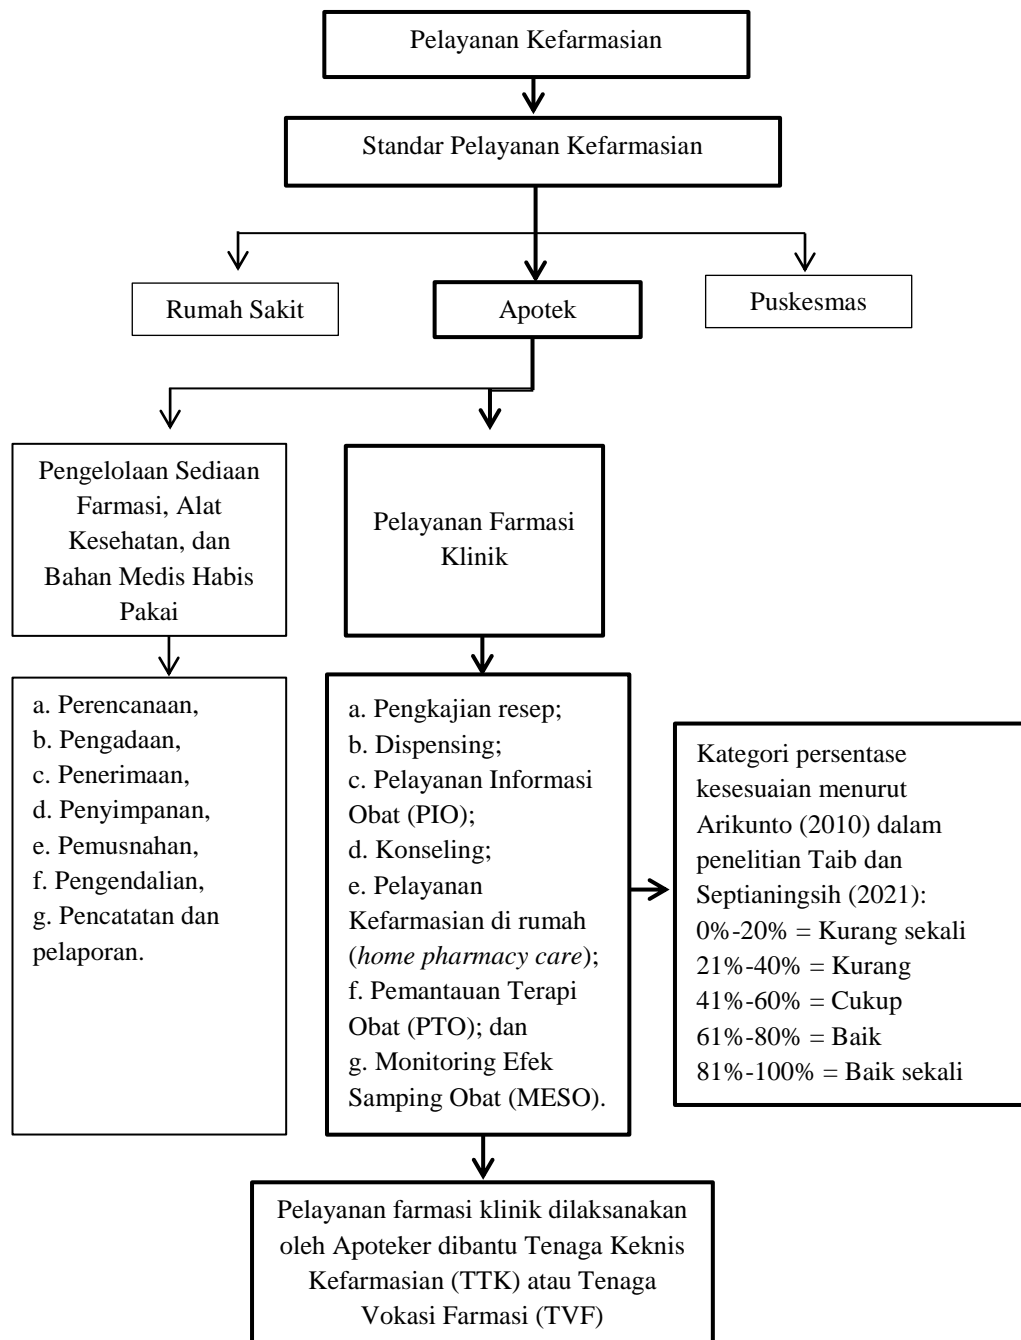 Pelayanan Kefarmasian
Standar Pelayanan Kefarmasian
Rumah Sakit
Apotek
Puskesmas
Pengelolaan Sediaan
Farmasi, Alat
Kesehatan, dan
Bahan Medis Habis
Pakai
Pelayanan Farmasi
Klinik
a. Perencanaan,
b. Pengadaan,
c. Penerimaan,
d. Penyimpanan,
e. Pemusnahan,
f. Pengendalian,
g. Pencatatan dan
pelaporan.
a. Pengkajian resep;
b. Dispensing;
c. Pelayanan Informasi
Obat (PIO);
d. Konseling;
e. Pelayanan
Kefarmasian di rumah
(home pharmacy care);
f. Pemantauan Terapi
Obat (PTO); dan
g. Monitoring Efek
Samping Obat (MESO).
Kategori persentase
kesesuaian menurut
Arikunto (2010) dalam
penelitian Taib dan
Septianingsih (2021):
0%-20% = Kurang sekali
21%-40% = Kurang
41%-60% = Cukup
61%-80% = Baik
81%-100% = Baik sekali
Pelayanan farmasi klinik dilaksanakan
oleh Apoteker dibantu Tenaga Keknis
Kefarmasian (TTK) atau Tenaga
Vokasi Farmasi (TVF)